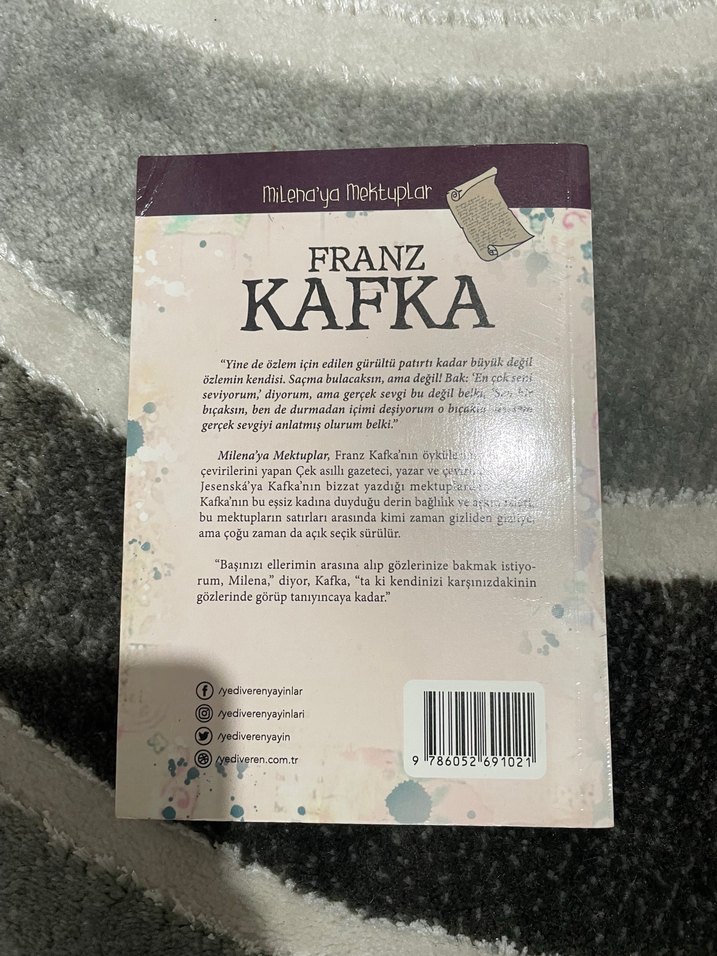 Milena'ya Mektuplar
FRANZ
KAFKA
“Yine de özlem için edilen gürültü patırtı kadar büyük değil
özlemin kendisi. Saçma bulacaksın, ama değil! Bak: ‘En çok seni
seviyorum,’ diyorum, ama gerçek sevgi bu değil belki, ‘Sen bir
bıçaksın, ben de durmadan içimi deşiyorum o bıçakla
gerçek sevgiyi anlatmış olurum belki.”
Milena’ya Mektuplar, Franz Kafka’nın
çevirilerini yapan Çek asıllı gazeteci, yazar ve
Jesenská’ya Kafka’nın bizzat yazdığı
Kafka’nın bu eşsiz kadına duyduğu derin bağlılık ve
bu mektupların satırları arasında kimi zaman gizliden gizliye,
ama çoğu zaman da açık seçik sürülür.
“Başınızı ellerimin arasına alıp gözlerinize bakmak istiyo-
rum, Milena,” diyor, Kafka, “ta ki kendinizi karşınızdakinin
gözlerinde görüp tanıyıncaya kadar.”
/yediverenyayinlar
/yediverenyayinlari
/yediverenyayin
/yediveren.com.tr
9 786052 691021